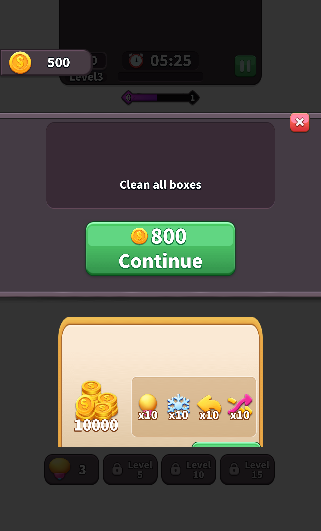 05:25
500
Level3
1
Clean all boxes
800
Continue
10000
x10
x10
x10
x10
3
Level
5
Level
10
Level
15